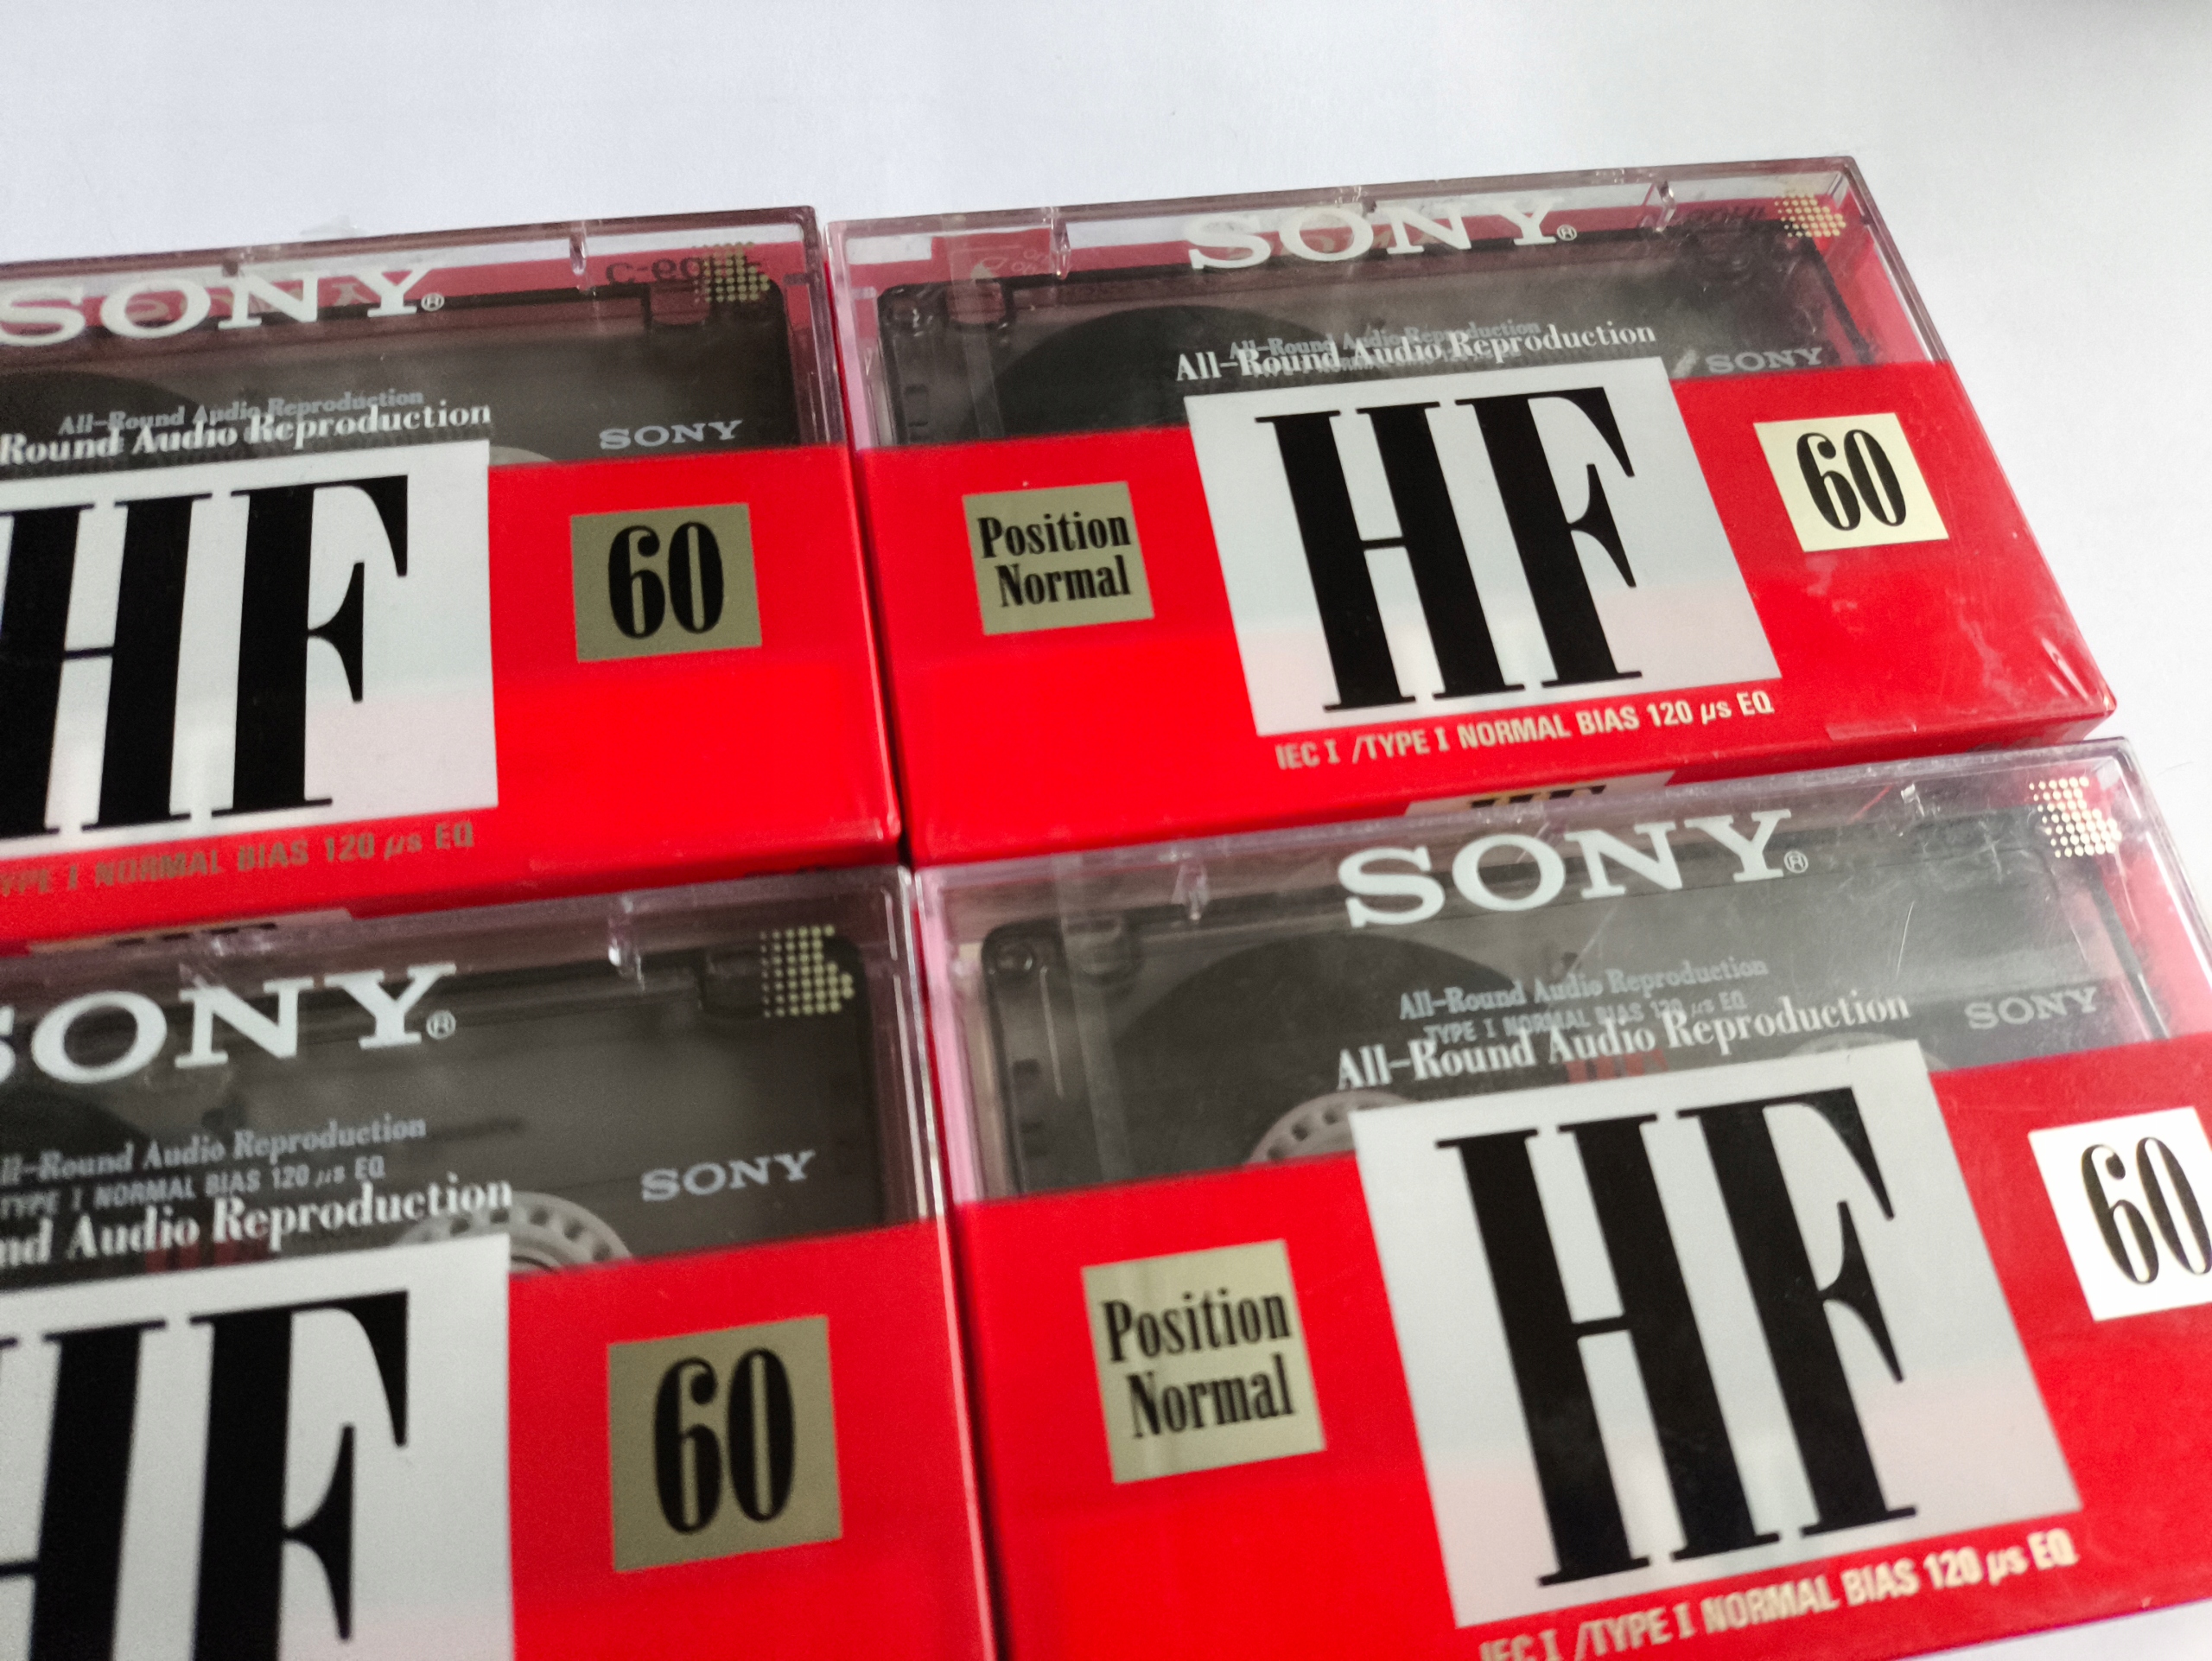 SONY®
All-Round Audio Reproduction
Round Audio Reproduction
SONY
HF
60
TYPE I NORMAL BIAS 120 µs EQ
SONY®
All-Round Audio Reproduction
All-Round Audio Reproduction
SONY
Position
Normal
HF
60
IEC I /TYPE I NORMAL BIAS 120 µs EQ
SONY®
All-Round Audio Reproduction
TYPE I NORMAL BIAS 120 µs EQ
Audio Reproduction
SONY
HF
60
SONY®
All-Round Audio Reproduction
TYPE I NORMAL BIAS 120 µs EQ
All-Round Audio Reproduction
SONY
Position
Normal
HF
60
IEC I /TYPE I NORMAL BIAS 120 µs EQ